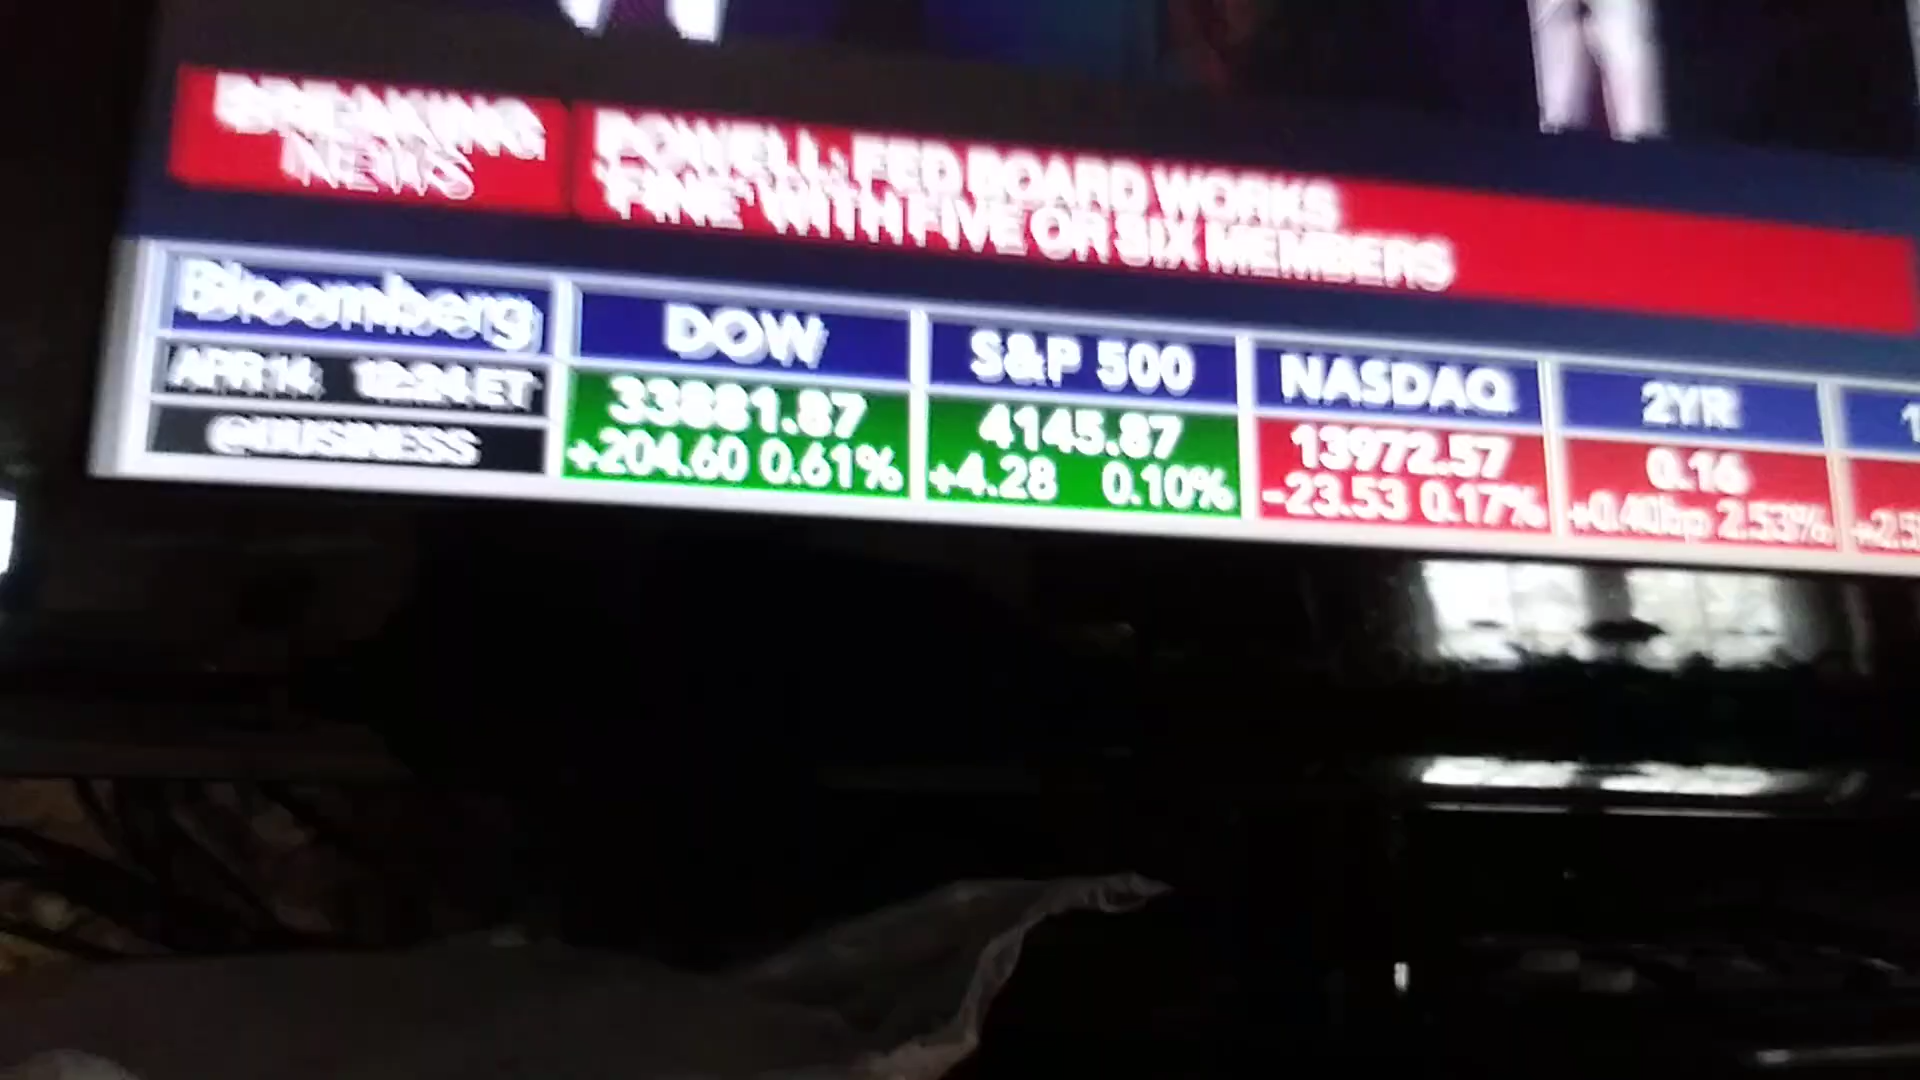 BREAKING
NEWS
POWELL: FED BOARD WORKS
'FINE' WITH FIVE OR SIX MEMBERS
Bloomberg
APR 14 12:24 ET
@BUSINESS
DOW
33881.87
+204.60 0.61%
S&P 500
4145.87
+4.28 0.10%
NASDAQ
13972.57
-23.53 0.17%
2YR
0.16
+0.40bp 2.53%